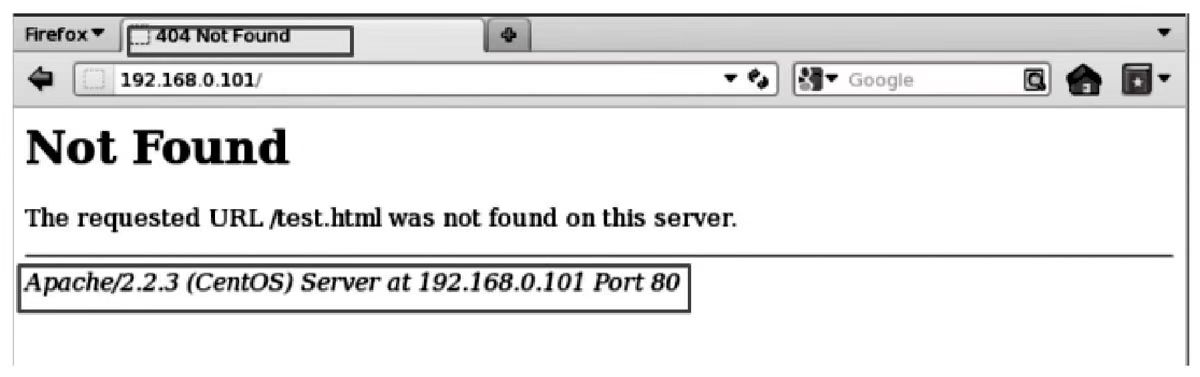 Firefox
404 Not Found
192.168.0.101/
Google
Not Found
The requested URL /test.html was not found on this server.
Apache/2.2.3 (CentOS) Server at 192.168.0.101 Port 80